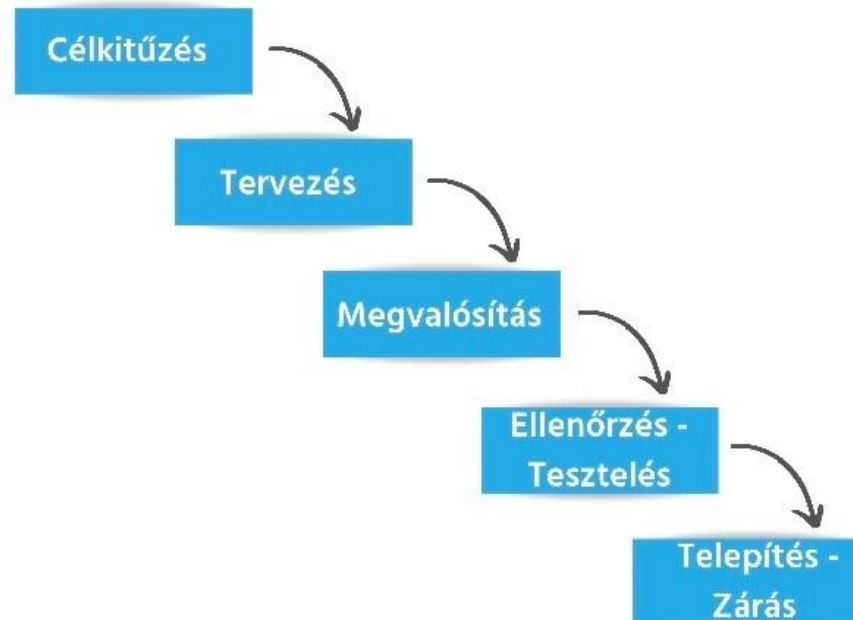 Célkitűzés
Tervezés
Megvalósítás
Ellenőrzés -
Tesztelés
Telepítés -
Zárás